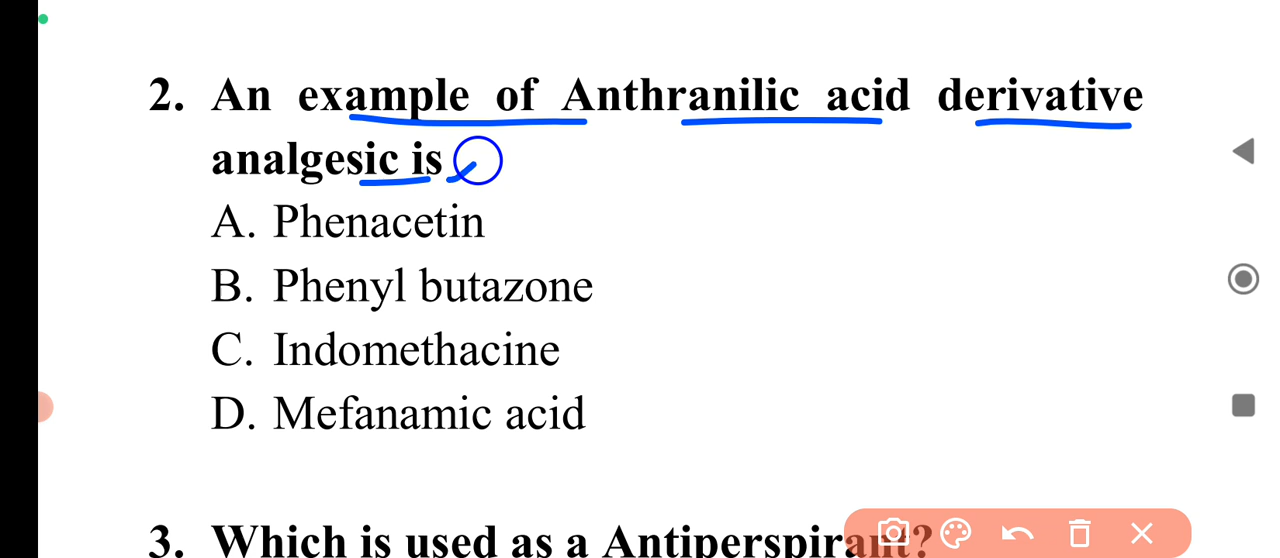 2. An example of Anthranilic acid derivative
analgesic is
A. Phenacetin
B. Phenyl butazone
C. Indomethacine
D. Mefanamic acid
3. Which is used as a Antiperspirant?